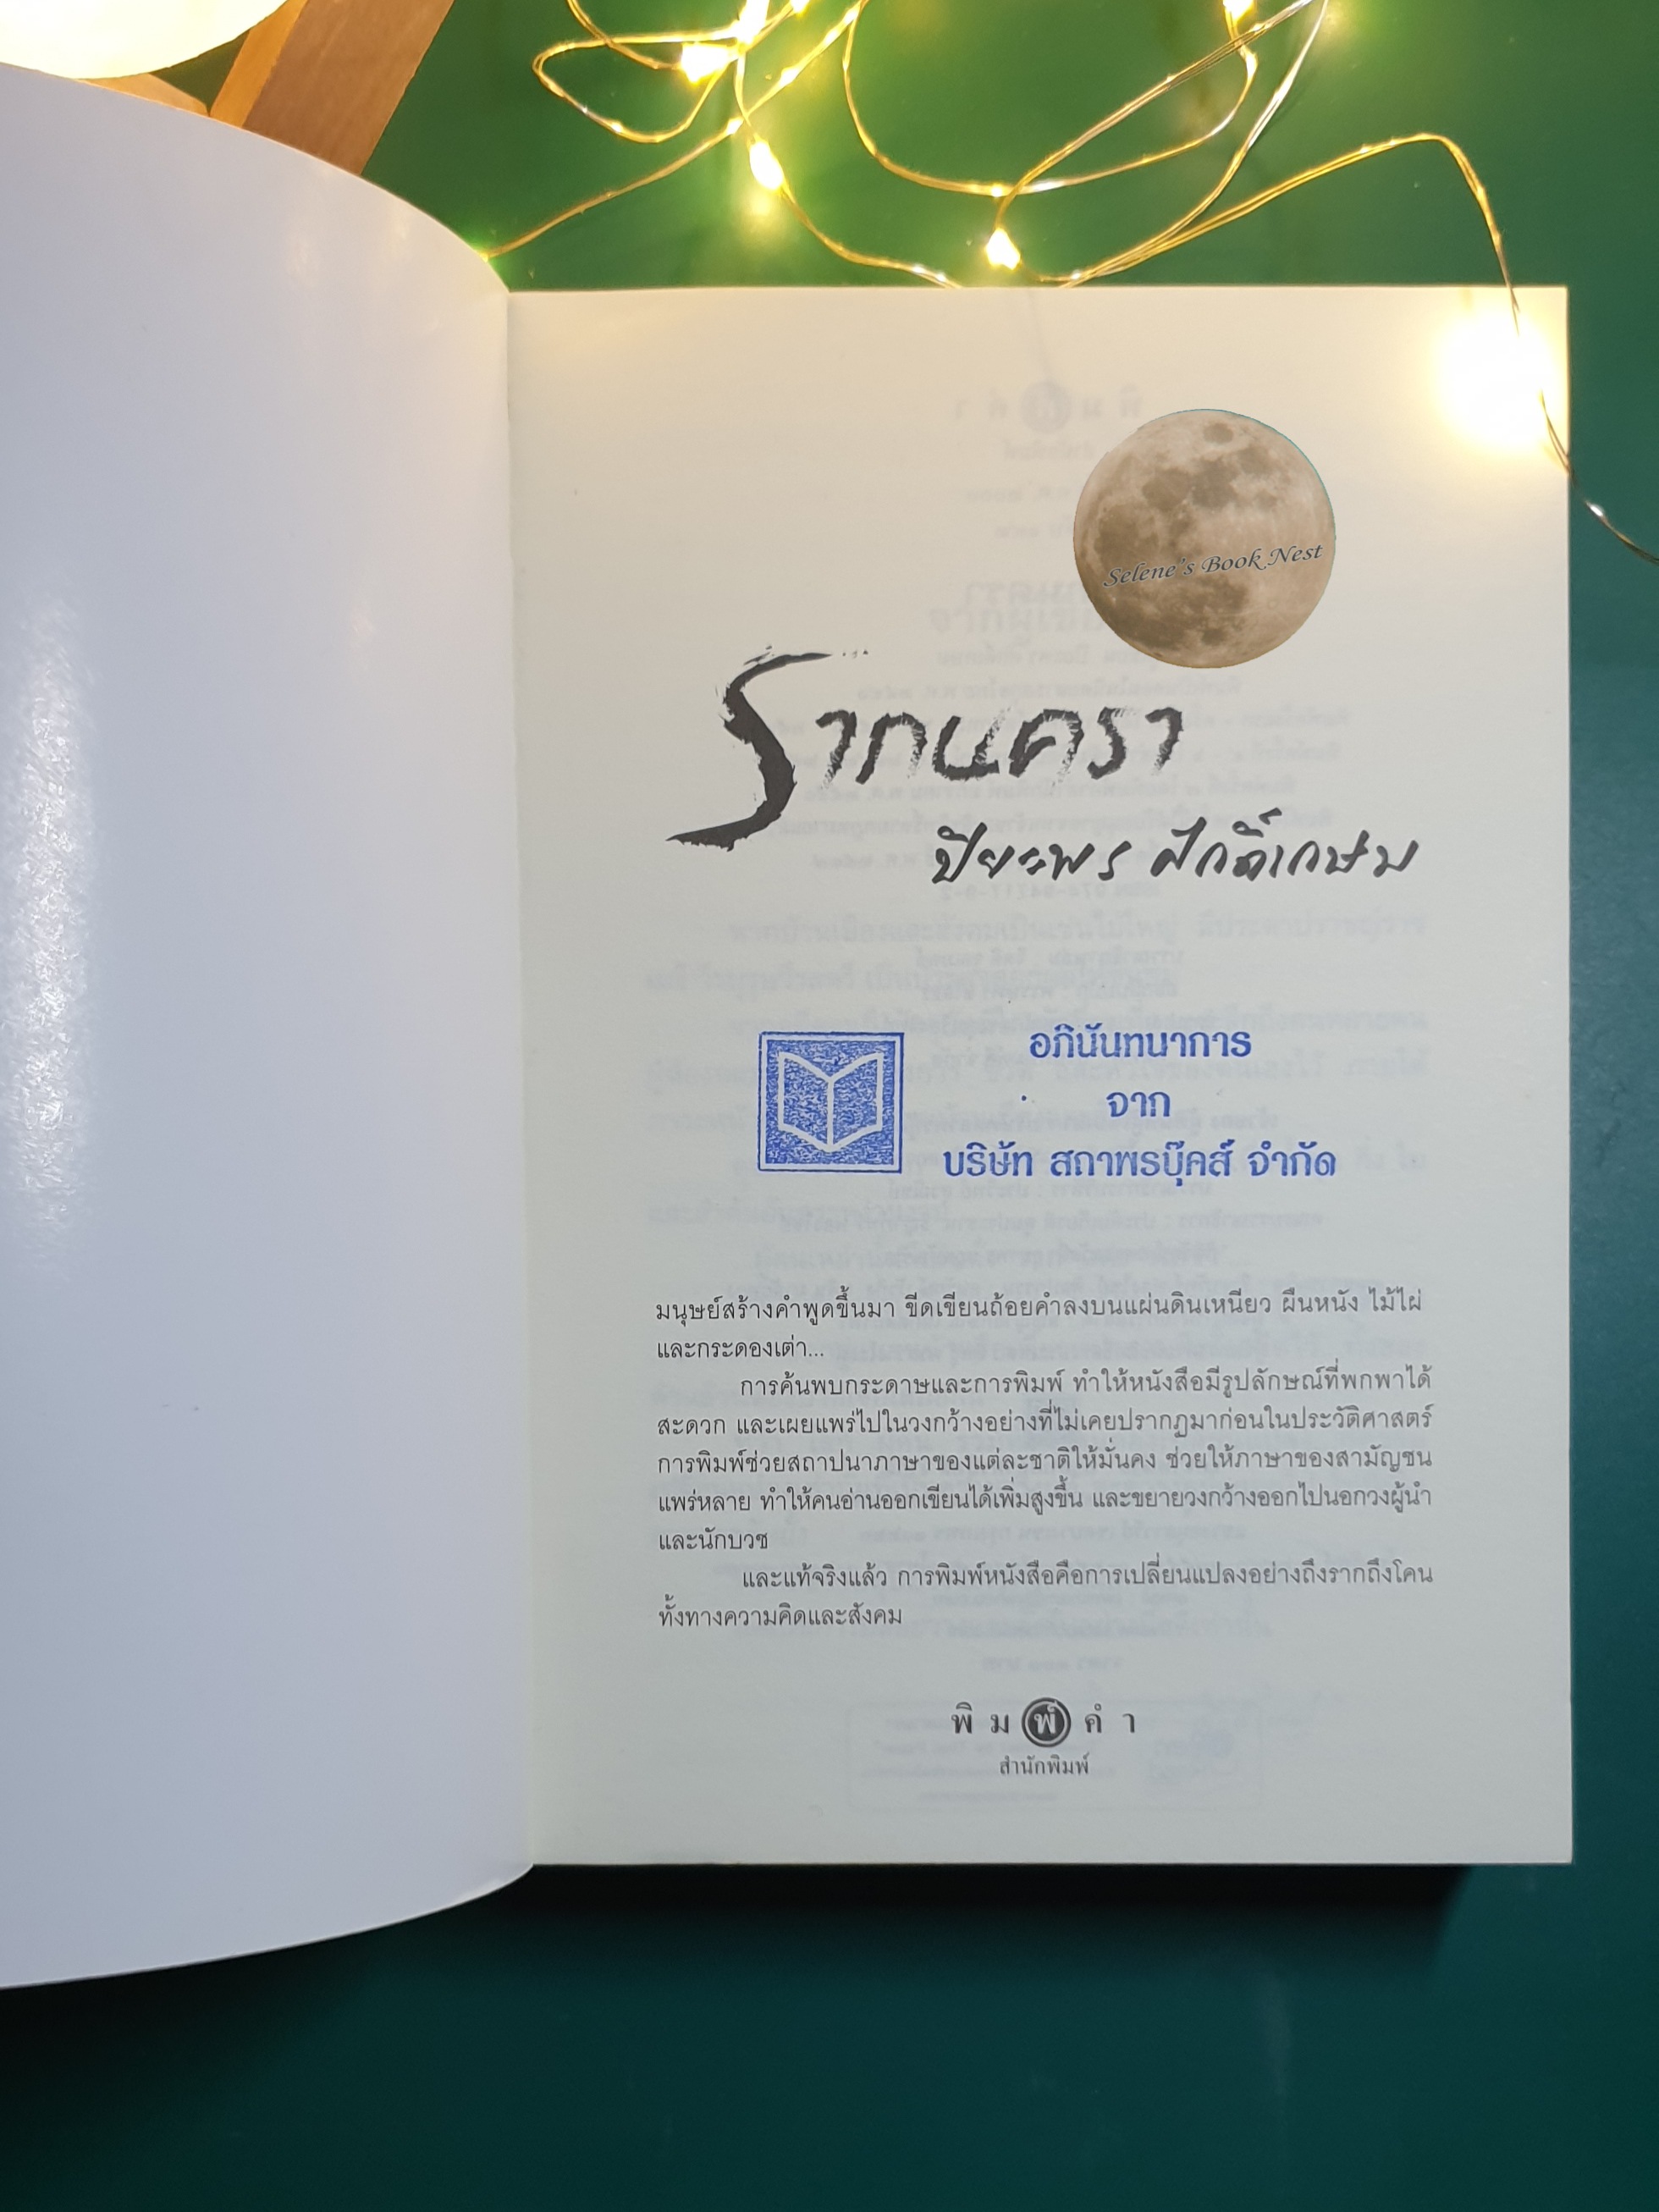 Selene's Book Nest
รากนครา
ปิยะพร ศักดิ์เกษม
อภินันทนาการ
จาก
บริษัท สถาพรบุ๊คส์ จำกัด
มนุษย์สร้างคำพูดขึ้นมา ขีดเขียนถ้อยคำลงบนแผ่นดินเหนียว ผืนหนัง ไม้ไผ่
และกระดองเต่า...
การค้นพบกระดาษและการพิมพ์ ทำให้หนังสือมีรูปลักษณ์ที่พกพาได้
สะดวก และเผยแพร่ไปในวงกว้างอย่างที่ไม่เคยปรากฏมาก่อนในประวัติศาสตร์
การพิมพ์ช่วยสถาปนาภาษาของแต่ละชาติให้มั่นคง ช่วยให้ภาษาของสามัญชน
แพร่หลาย ทำให้คนอ่านออกเขียนได้เพิ่มสูงขึ้น และขยายวงกว้างออกไปนอกวงผู้นำ
และนักบวช
และแท้จริงแล้ว การพิมพ์หนังสือคือการเปลี่ยนแปลงอย่างถึงรากถึงโคน
ทั้งทางความคิดและสังคม
พิมพ์คำ
สำนักพิมพ์